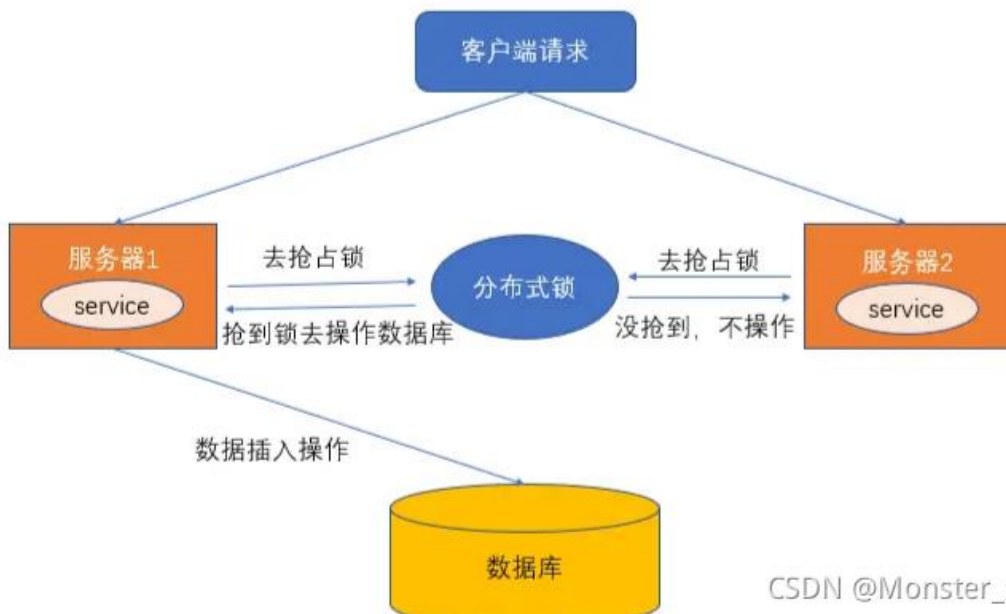 客户端请求
服务器1
service
去抢占锁
抢到锁去操作数据库
分布式锁
去抢占锁
没抢到，不操作
服务器2
service
数据插入操作
数据库
CSDN @Monster_